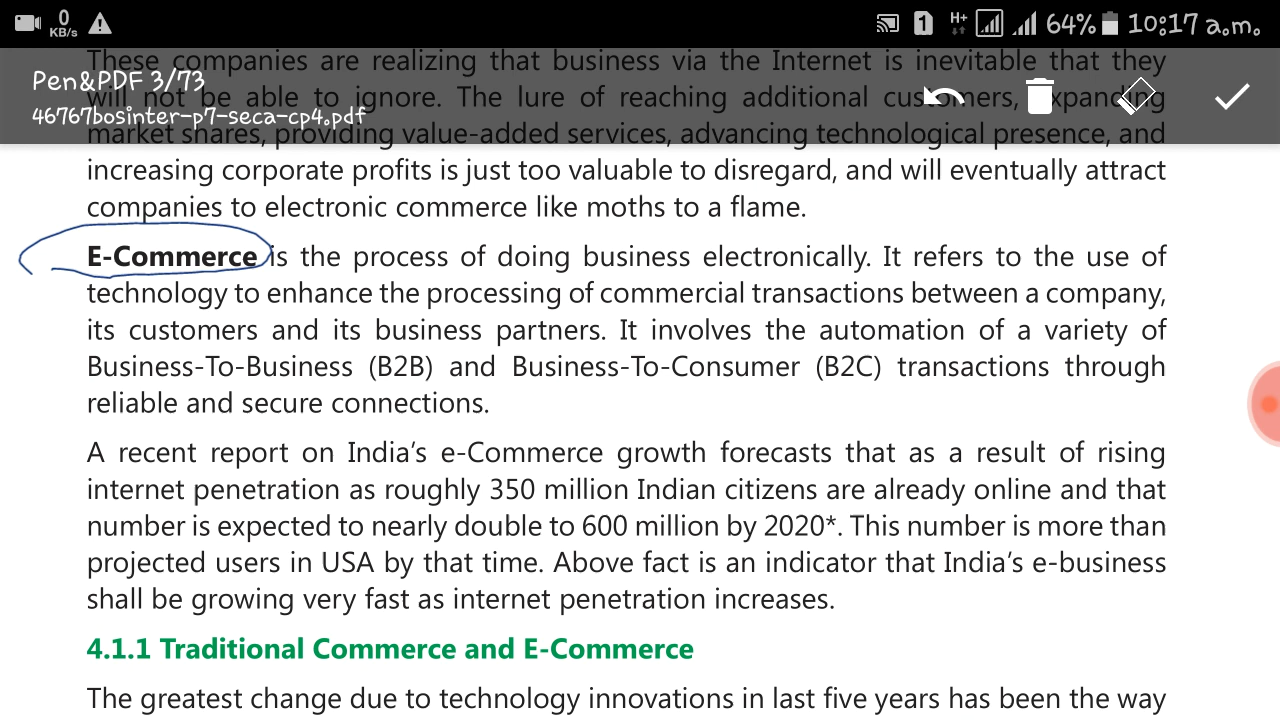 0
KB/s
1
H+
64%
10:17 a.m.
These companies are realizing that business via the Internet is inevitable that they
Pen&PDF 3/73
will not be able to ignore. The lure of reaching additional customers, expanding
46767bosinter-p7-seca-cp4.pdf
market shares, providing value-added services, advancing technological presence, and
increasing corporate profits is just too valuable to disregard, and will eventually attract
companies to electronic commerce like moths to a flame.
E-Commerce is the process of doing business electronically. It refers to the use of
technology to enhance the processing of commercial transactions between a company,
its customers and its business partners. It involves the automation of a variety of
Business-To-Business (B2B) and Business-To-Consumer (B2C) transactions through
reliable and secure connections.
A recent report on India’s e-Commerce growth forecasts that as a result of rising
internet penetration as roughly 350 million Indian citizens are already online and that
number is expected to nearly double to 600 million by 2020*. This number is more than
projected users in USA by that time. Above fact is an indicator that India’s e-business
shall be growing very fast as internet penetration increases.
4.1.1 Traditional Commerce and E-Commerce
The greatest change due to technology innovations in last five years has been the way